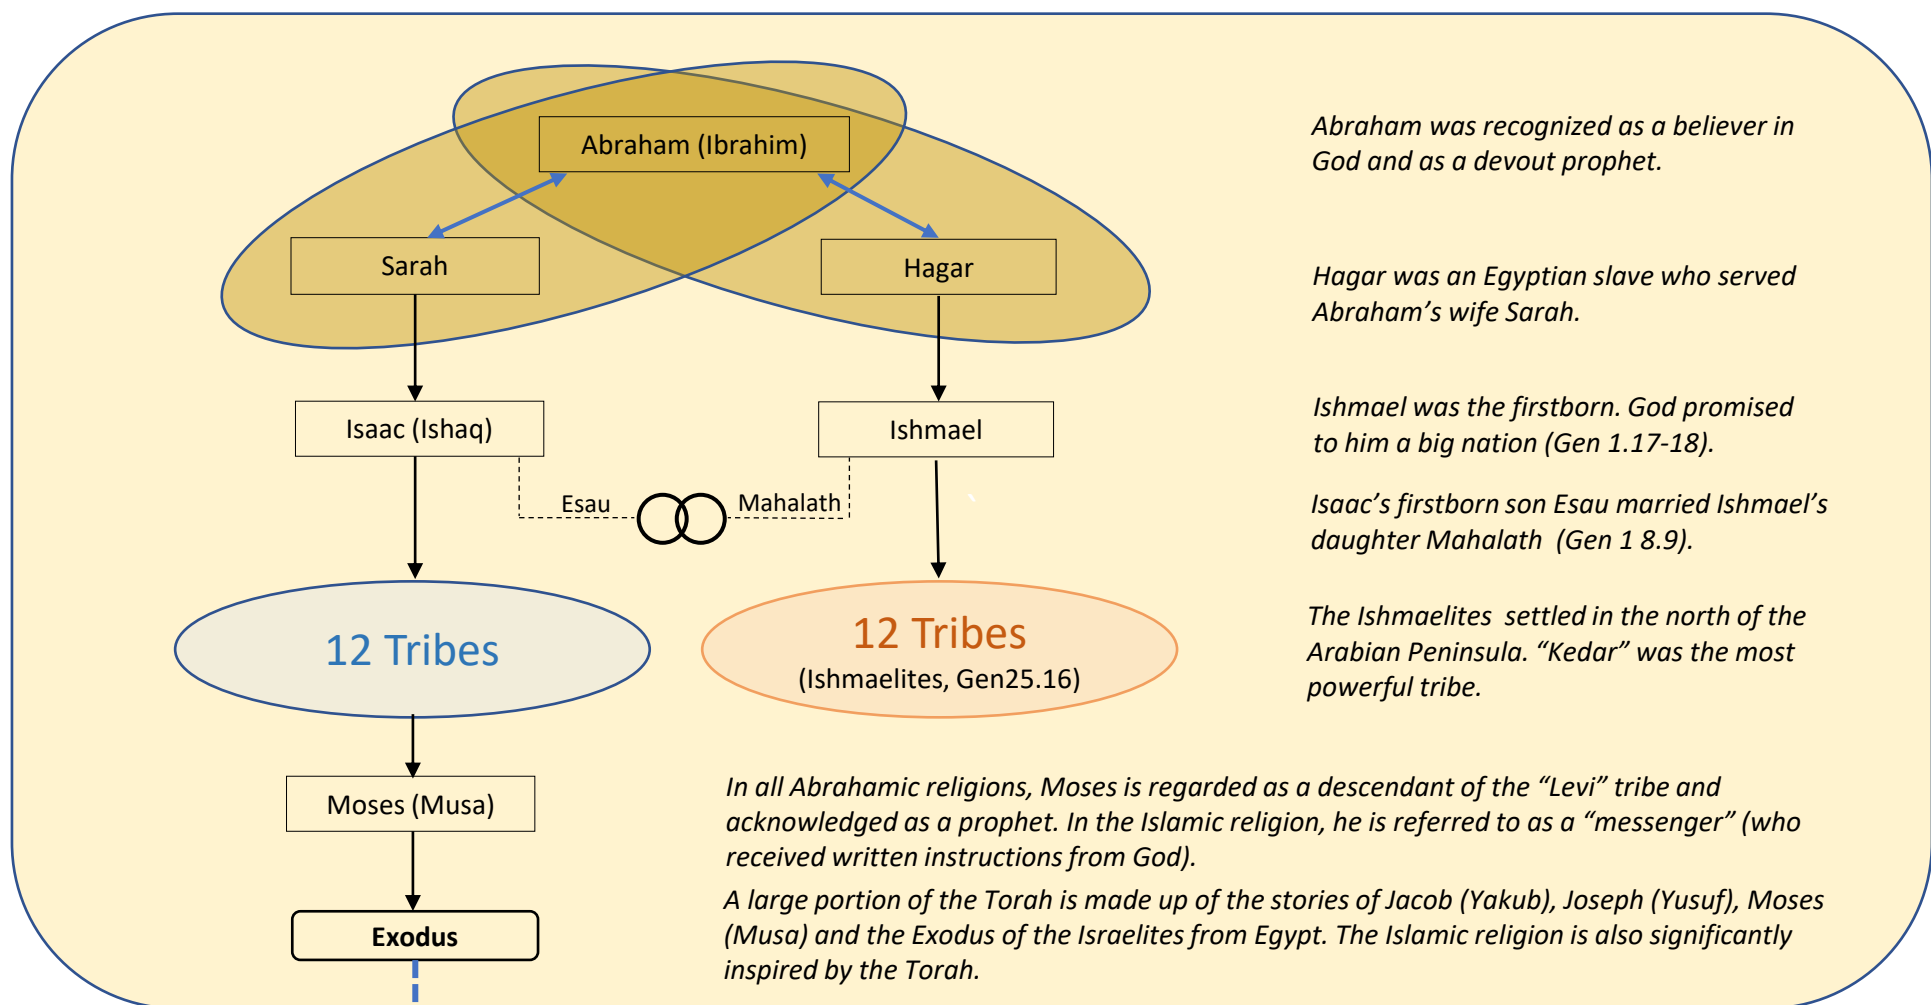 Abraham (Ibrahim)
Abraham was recognized as a believer in
God and as a devout prophet.
Sarah
Hagar
Hagar was an Egyptian slave who served
Abraham’s wife Sarah.
Isaac (Ishaq)
Ishmael
Ishmael was the firstborn. God promised
to him a big nation (Gen 1.17-18).
Esau
Mahalath
`
Isaac’s firstborn son Esau married Ishmael’s
daughter Mahalath (Gen 1 8.9).
12 Tribes
12 Tribes
(Ishmaelites, Gen25.16)
The Ishmaelites settled in the north of the
Arabian Peninsula. “Kedar” was the most
powerful tribe.
Moses (Musa)
In all Abrahamic religions, Moses is regarded as a descendant of the “Levi” tribe and
acknowledged as a prophet. In the Islamic religion, he is referred to as a “messenger” (who
received written instructions from God).
Exodus
A large portion of the Torah is made up of the stories of Jacob (Yakub), Joseph (Yusuf), Moses
(Musa) and the Exodus of the Israelites from Egypt. The Islamic religion is also significantly
inspired by the Torah.